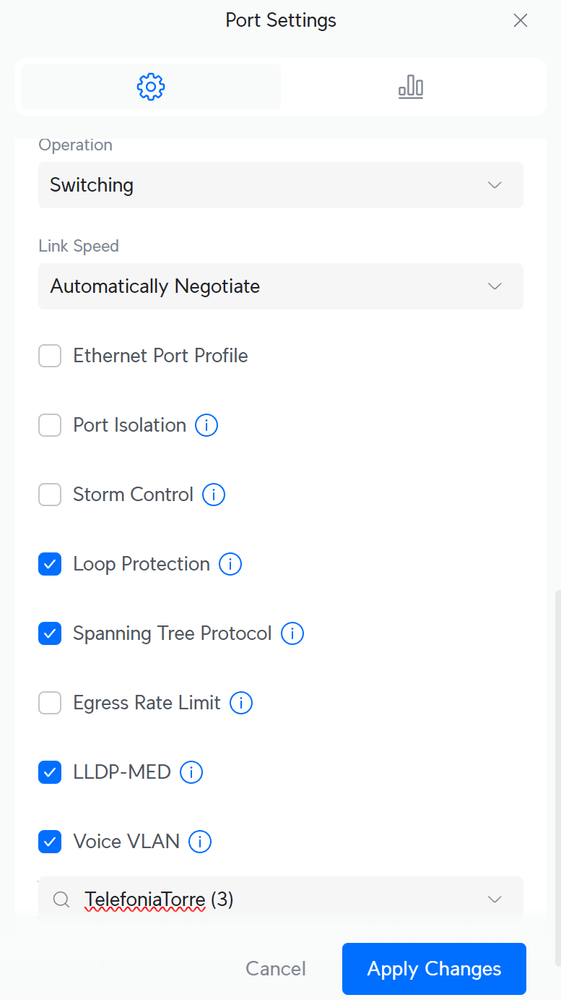 Port Settings
Operation
Switching
Link Speed
Automatically Negotiate
Ethernet Port Profile
Port Isolation
Storm Control
Loop Protection
Spanning Tree Protocol
Egress Rate Limit
LLDP-MED
Voice VLAN
TelefoniaTorre (3)
Cancel
Apply Changes